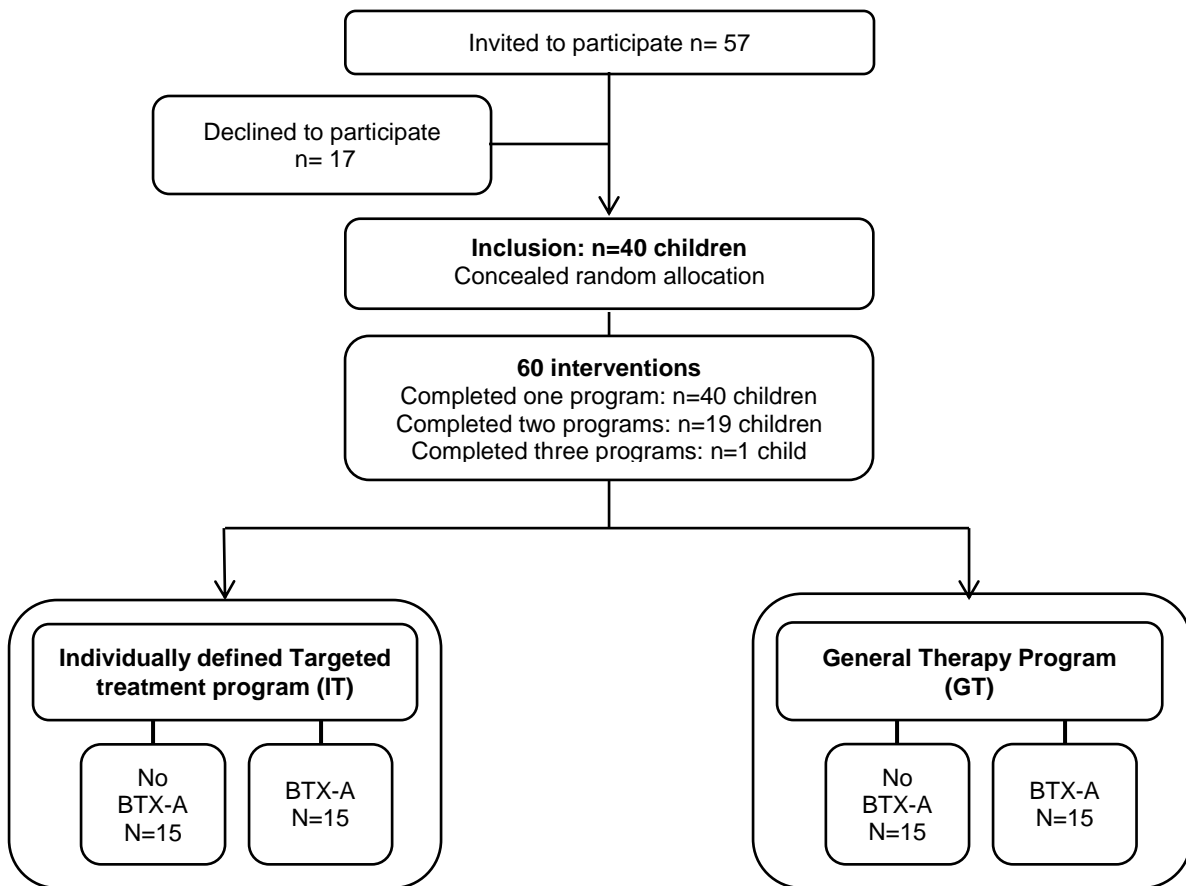 Invited to participate n= 57
Declined to participate
n= 17
Inclusion: n=40 children
Concealed random allocation
60 interventions
Completed one program: n=40 children
Completed two programs: n=19 children
Completed three programs: n=1 child
Individually defined Targeted
treatment program (IT)
No
BTX-A
N=15
BTX-A
N=15
General Therapy Program
(GT)
No
BTX-A
N=15
BTX-A
N=15